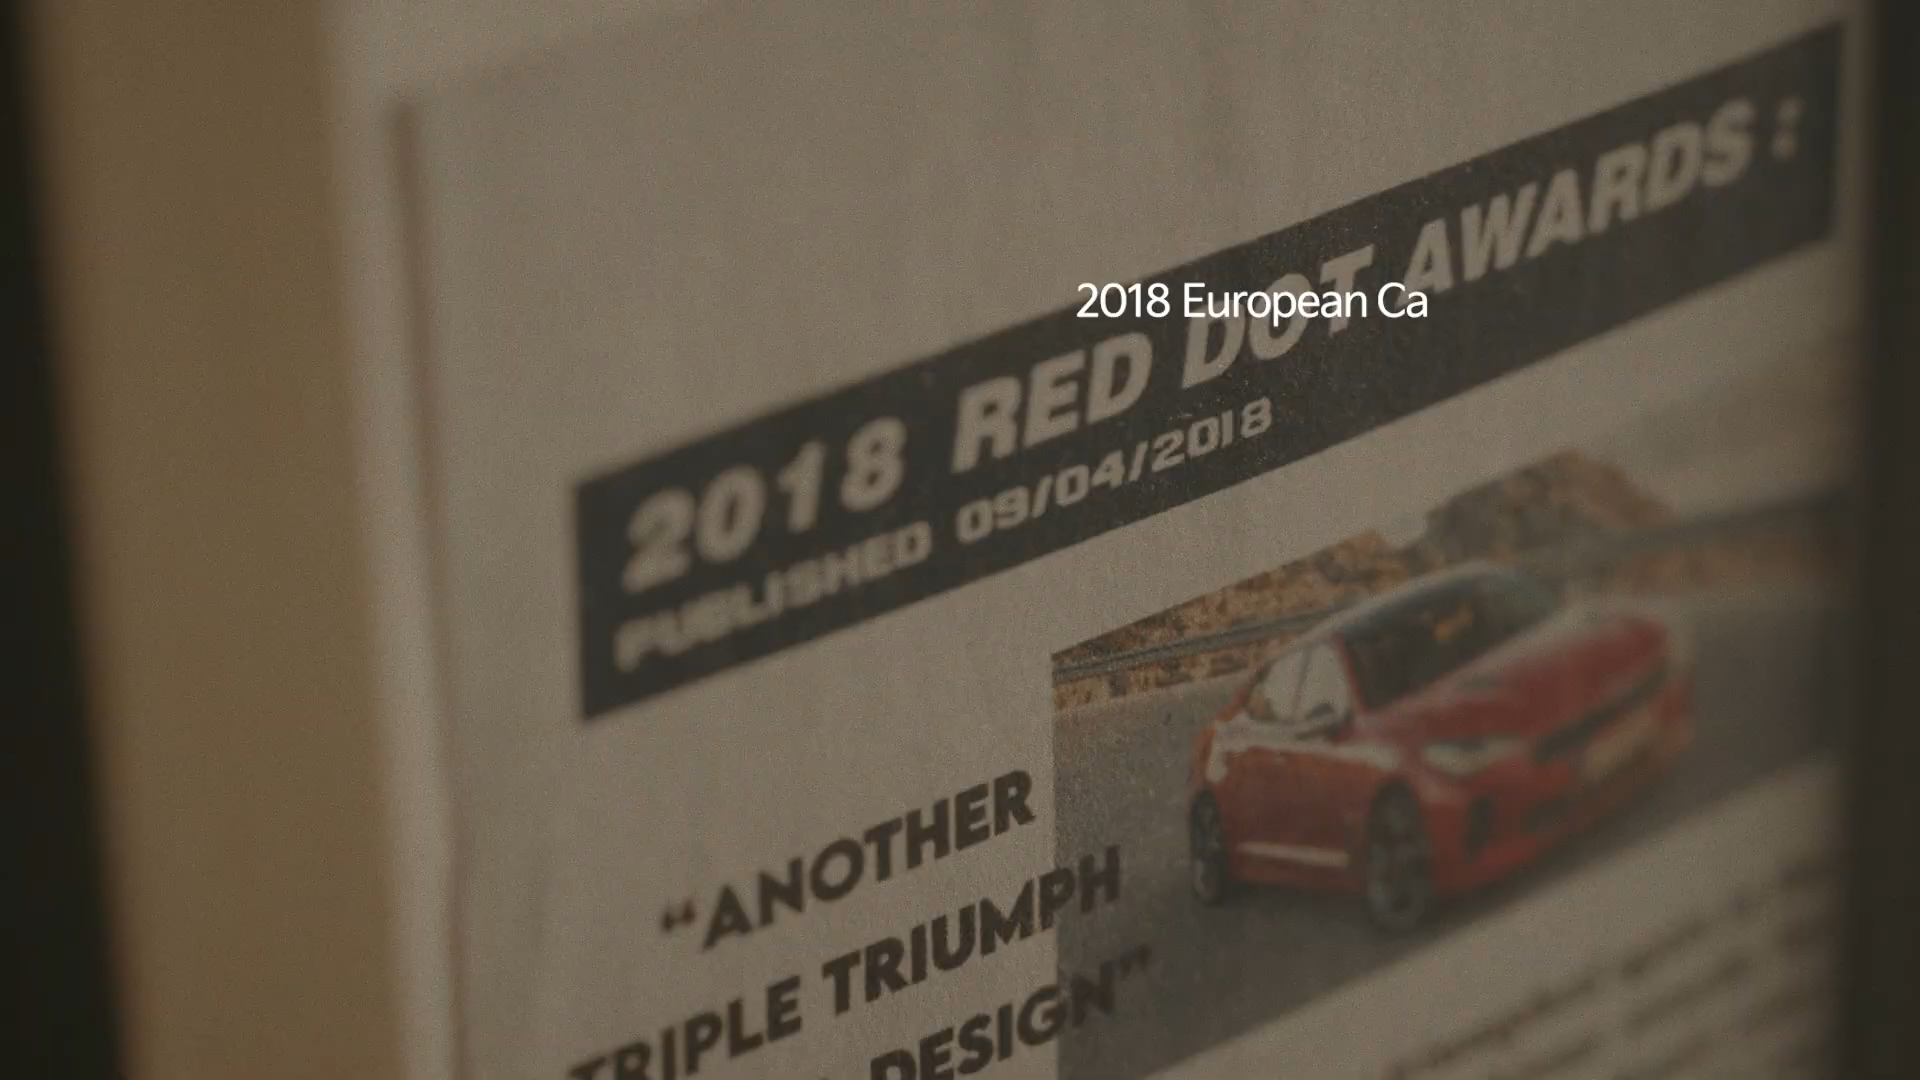 2018 European Ca
2018 RED DOT AWARDS :
PUBLISHED 09/04/2018
“ANOTHER
TRIPLE TRIUMPH
DESIGN”